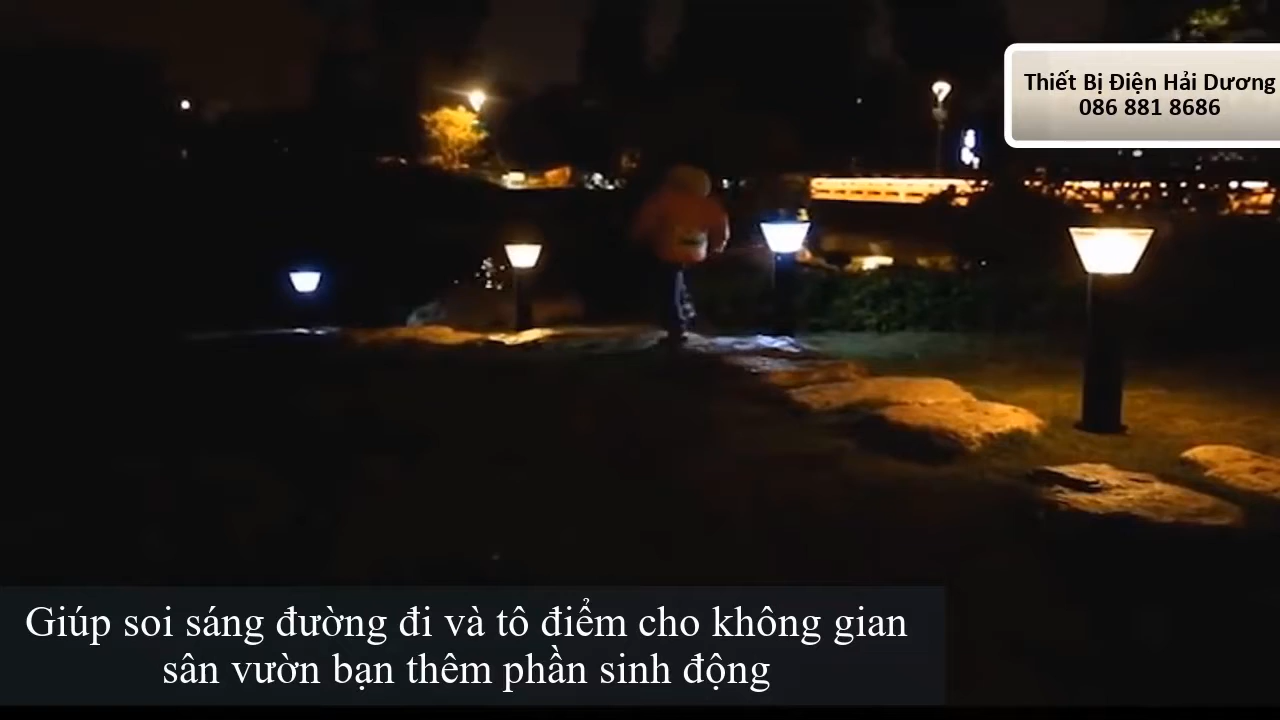 Thiết Bị Điện Hải Dương
086 881 8686
Giúp soi sáng đường đi và tô điểm cho không gian
sân vườn bạn thêm phần sinh động